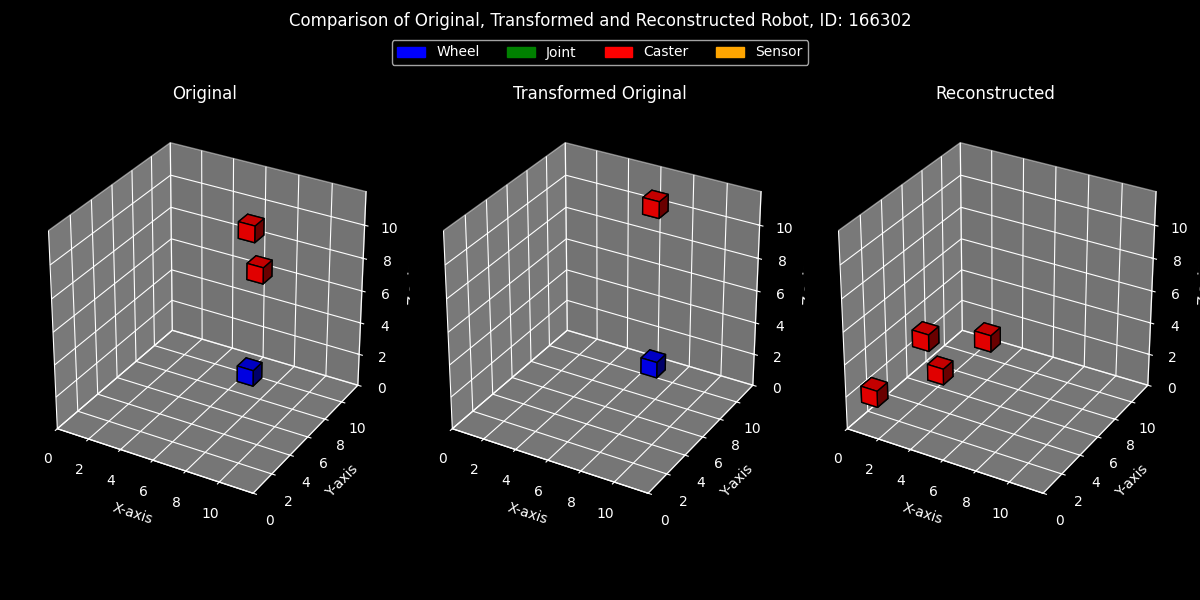 Comparison of Original, Transformed and Reconstructed Robot, ID: 166302
Wheel Joint Caster Sensor
Original Transformed Original Reconstructed
10 10 10
8 8 8
6 6 6
4 4 4
2 2 2
0 0 0
10 10 10
8 8 8
6 6 6
4 4 4
2 2 2
0 0 0
0 2 4 6 8 10 0 2 4 6 8 10 0 2 4 6 8 10
X-axis Y-axis X-axis Y-axis X-axis Y-axis